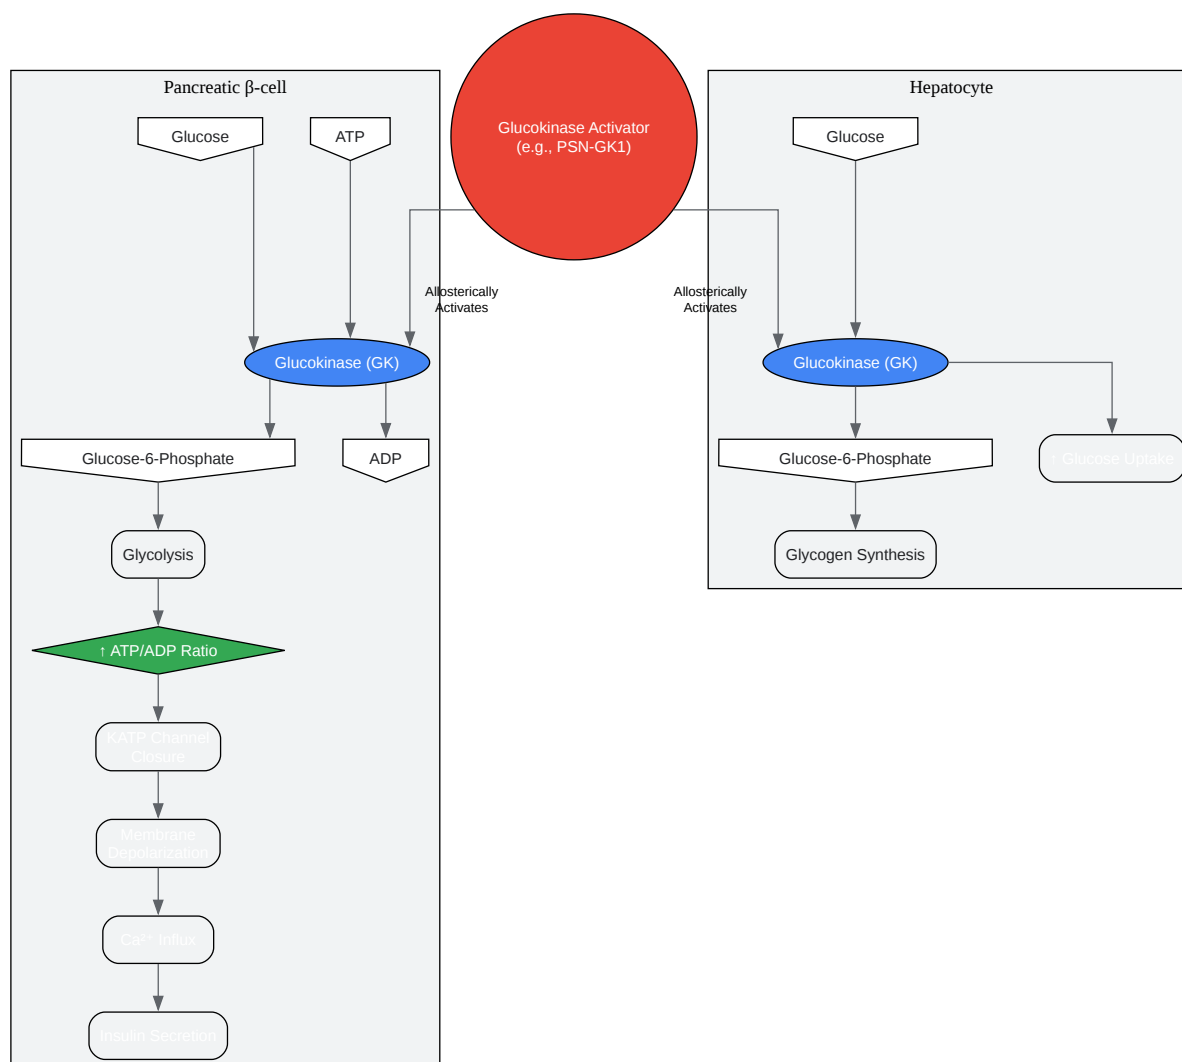 Pancreatic β-cell
Glucose
ATP
Glucokinase Activator
(e.g., PSN-GK1)
Hepatocyte
Glucose
Allosterically
Activates
Allosterically
Activates
Glucokinase (GK)
Glucokinase (GK)
Glucose-6-Phosphate
ADP
Glucose-6-Phosphate
↑ Glucose Uptake
Glycolysis
Glycogen Synthesis
↑ ATP/ADP Ratio
KATP Channel
Closure
Membrane
Depolarization
Ca²⁺ Influx
Insulin Secretion